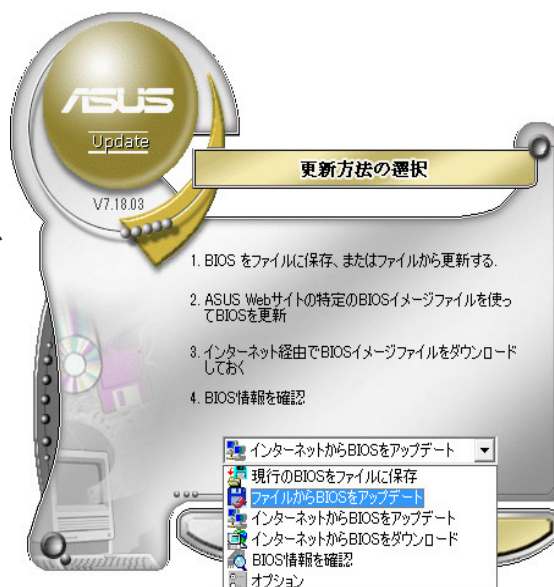 ASUS
Update
V7.18.03
更新方法の選択
1. BIOS をファイルに保存、またはファイルから更新する.
2. ASUS Webサイトの特定のBIOSイメージファイルを使っ
てBIOSを更新
3. インターネット経由でBIOSイメージファイルをダウンロード
しておく
4. BIOS情報を確認
インターネットからBIOSをアップデート
現行のBIOSをファイルに保存
ファイルからBIOSをアップデート
インターネットからBIOSをアップデート
インターネットからBIOSをダウンロード
BIOS情報を確認
オプション